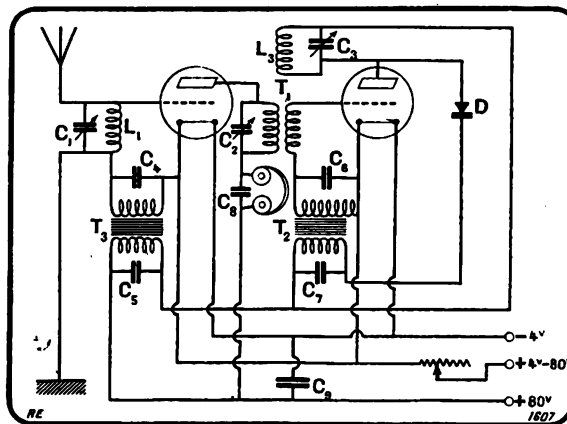 L₃
C₃
T₁
C₁
L₁
C₂
D
C₄
C₆
C₈
T₃
T₂
C₅
C₇
− 4ᵛ
+ 4ᵛ−80ᵛ
C₉
+ 80ᵛ
RE
1607